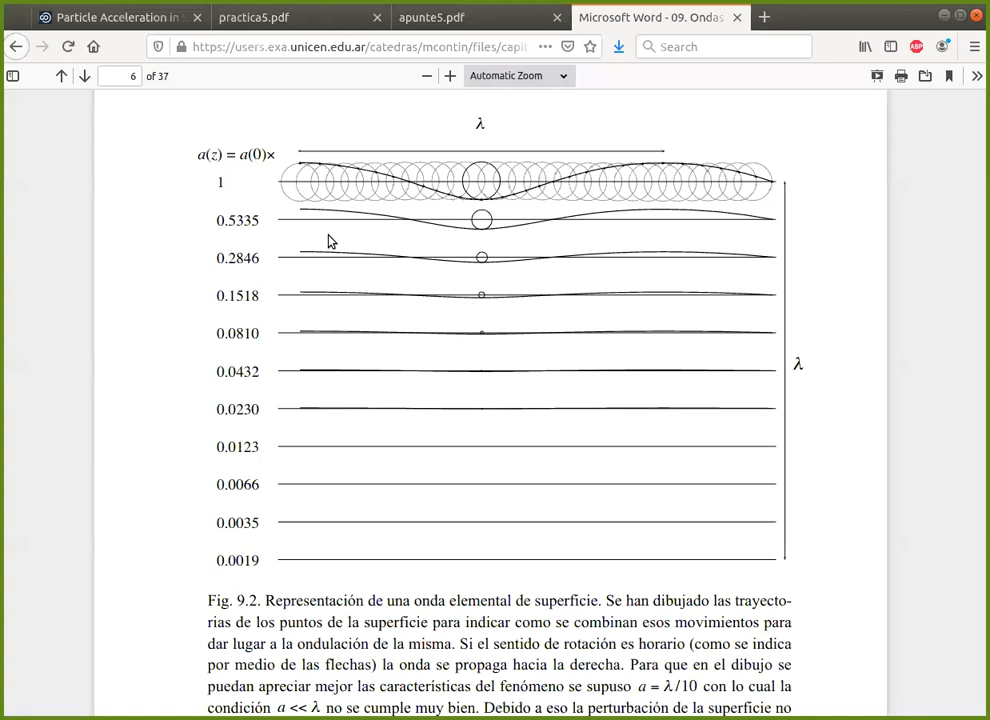 Particle Acceleration in
practica5.pdf
apunte5.pdf
Microsoft Word - 09. Ondas
https://users.exa.unicen.edu.ar/catedras/mcontin/files/capit
Search
ABP
6 of 37
Automatic Zoom
λ
a(z) = a(0)×
1
0.5335
0.2846
0.1518
0.0810
0.0432
λ
0.0230
0.0123
0.0066
0.0035
0.0019
Fig. 9.2. Representación de una onda elemental de superficie. Se han dibujado las trayecto-
rias de los puntos de la superficie para indicar como se combinan esos movimientos para
dar lugar a la ondulación de la misma. Si el sentido de rotación es horario (como se indica
por medio de las flechas) la onda se propaga hacia la derecha. Para que en el dibujo se
puedan apreciar mejor las características del fenómeno se supuso a = λ/10 con lo cual la
condición a << λ no se cumple muy bien. Debido a eso la perturbación de la superficie no